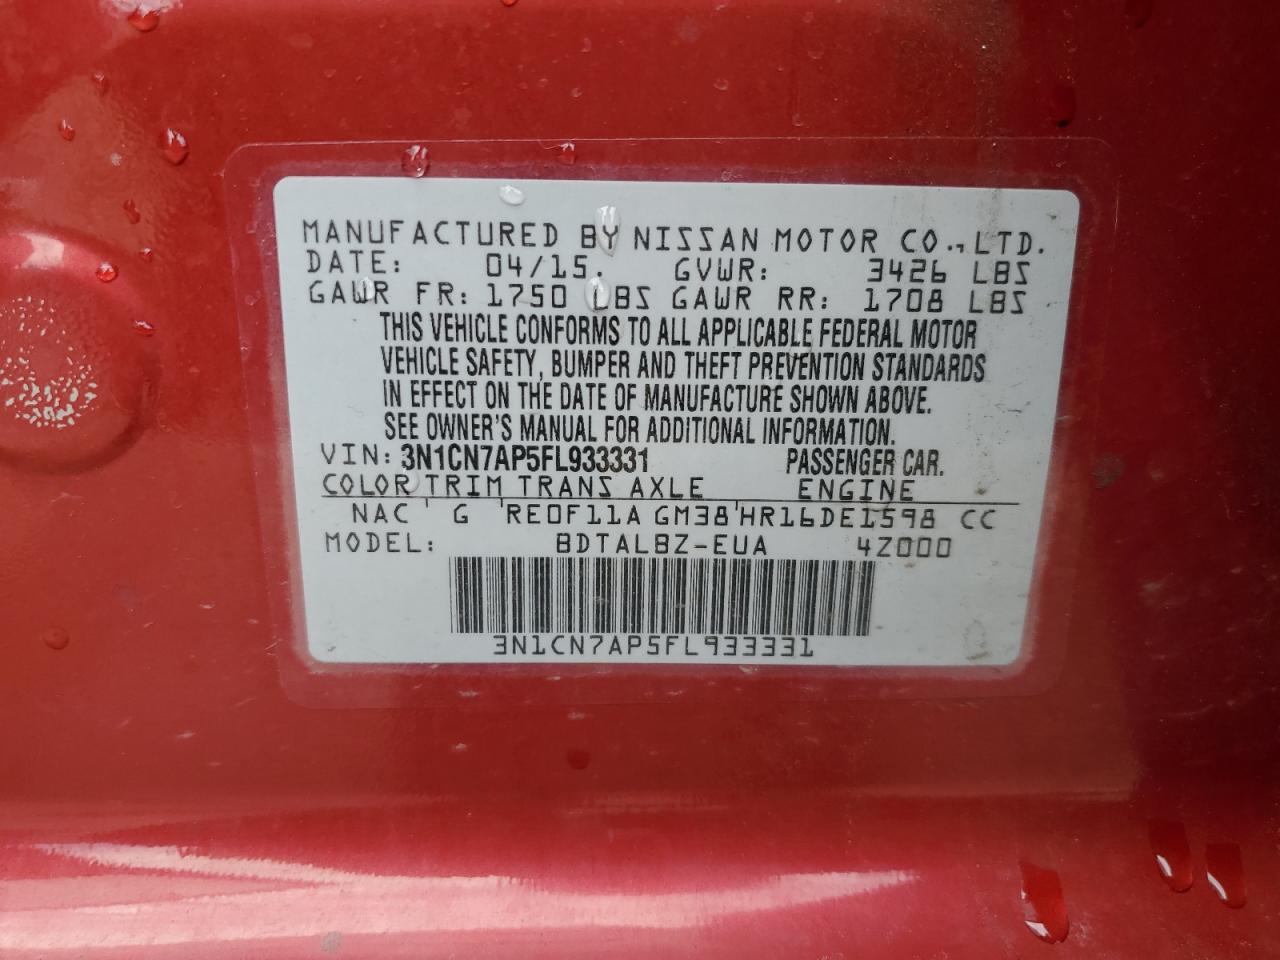 MANUFACTURED BY NISSAN MOTOR CO., LTD.
DATE: 04/15. GVWR: 3426 LBS
GAWR FR: 1750 LBS GAWR RR: 1708 LBS
THIS VEHICLE CONFORMS TO ALL APPLICABLE FEDERAL MOTOR
VEHICLE SAFETY, BUMPER AND THEFT PREVENTION STANDARDS
IN EFFECT ON THE DATE OF MANUFACTURE SHOWN ABOVE.
SEE OWNER'S MANUAL FOR ADDITIONAL INFORMATION.
VIN: 3N1CN7AP5FL933331 PASSENGER CAR.
COLOR TRIM TRANS AXLE ENGINE
NAC ' G 'RE0F11A GM38'HR16DE1598 CC
MODEL: BDTALBZ-EUA 4Z000
3N1CN7AP5FL933331